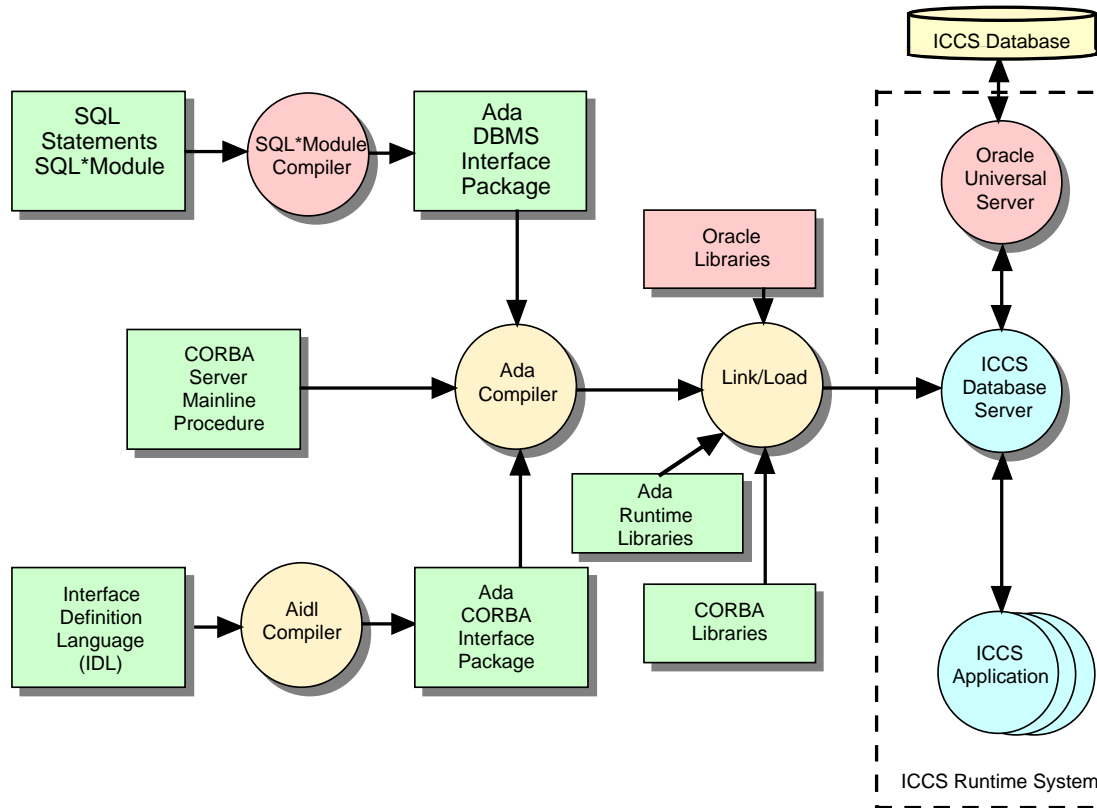 ICCS Database
SQL
Statements
SQL*Module
SQL*Module
Compiler
Ada
DBMS
Interface
Package
Oracle
Universal
Server
Oracle
Libraries
CORBA
Server
Mainline
Procedure
Ada
Compiler
Link/Load
ICCS
Database
Server
Ada
Runtime
Libraries
Interface
Definition
Language
(IDL)
Aidl
Compiler
Ada
CORBA
Interface
Package
CORBA
Libraries
ICCS
Application
ICCS Runtime System